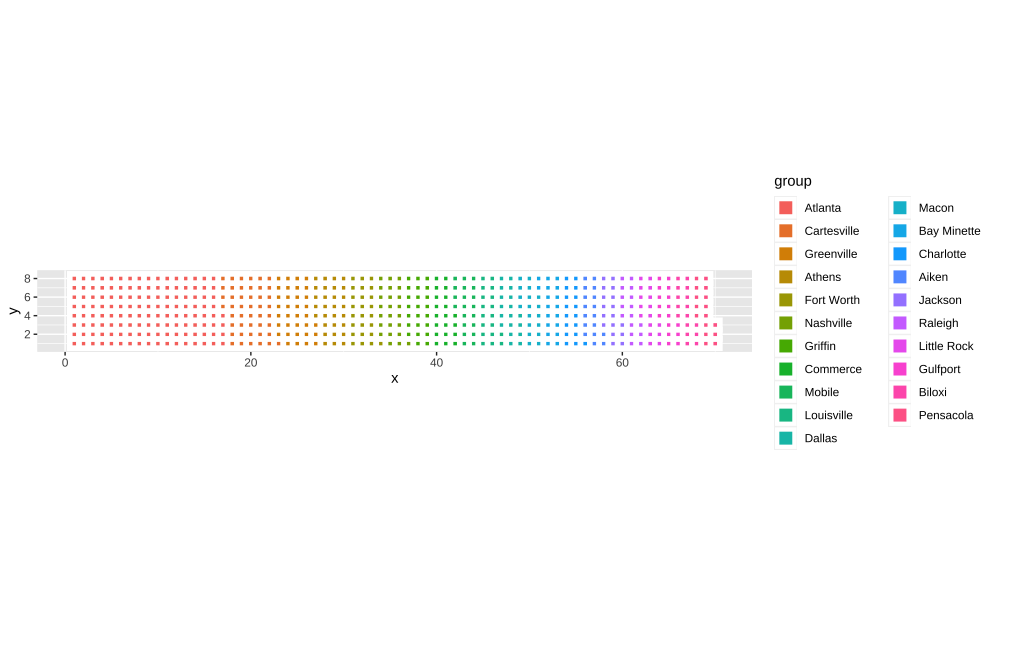 group
Atlanta
Cartesville
Greenville
Athens
Fort Worth
Nashville
Griffin
Commerce
Mobile
Louisville
Dallas
Macon
Bay Minette
Charlotte
Aiken
Jackson
Raleigh
Little Rock
Gulfport
Biloxi
Pensacola
y
8
6
4
2
0 20 40 60
x